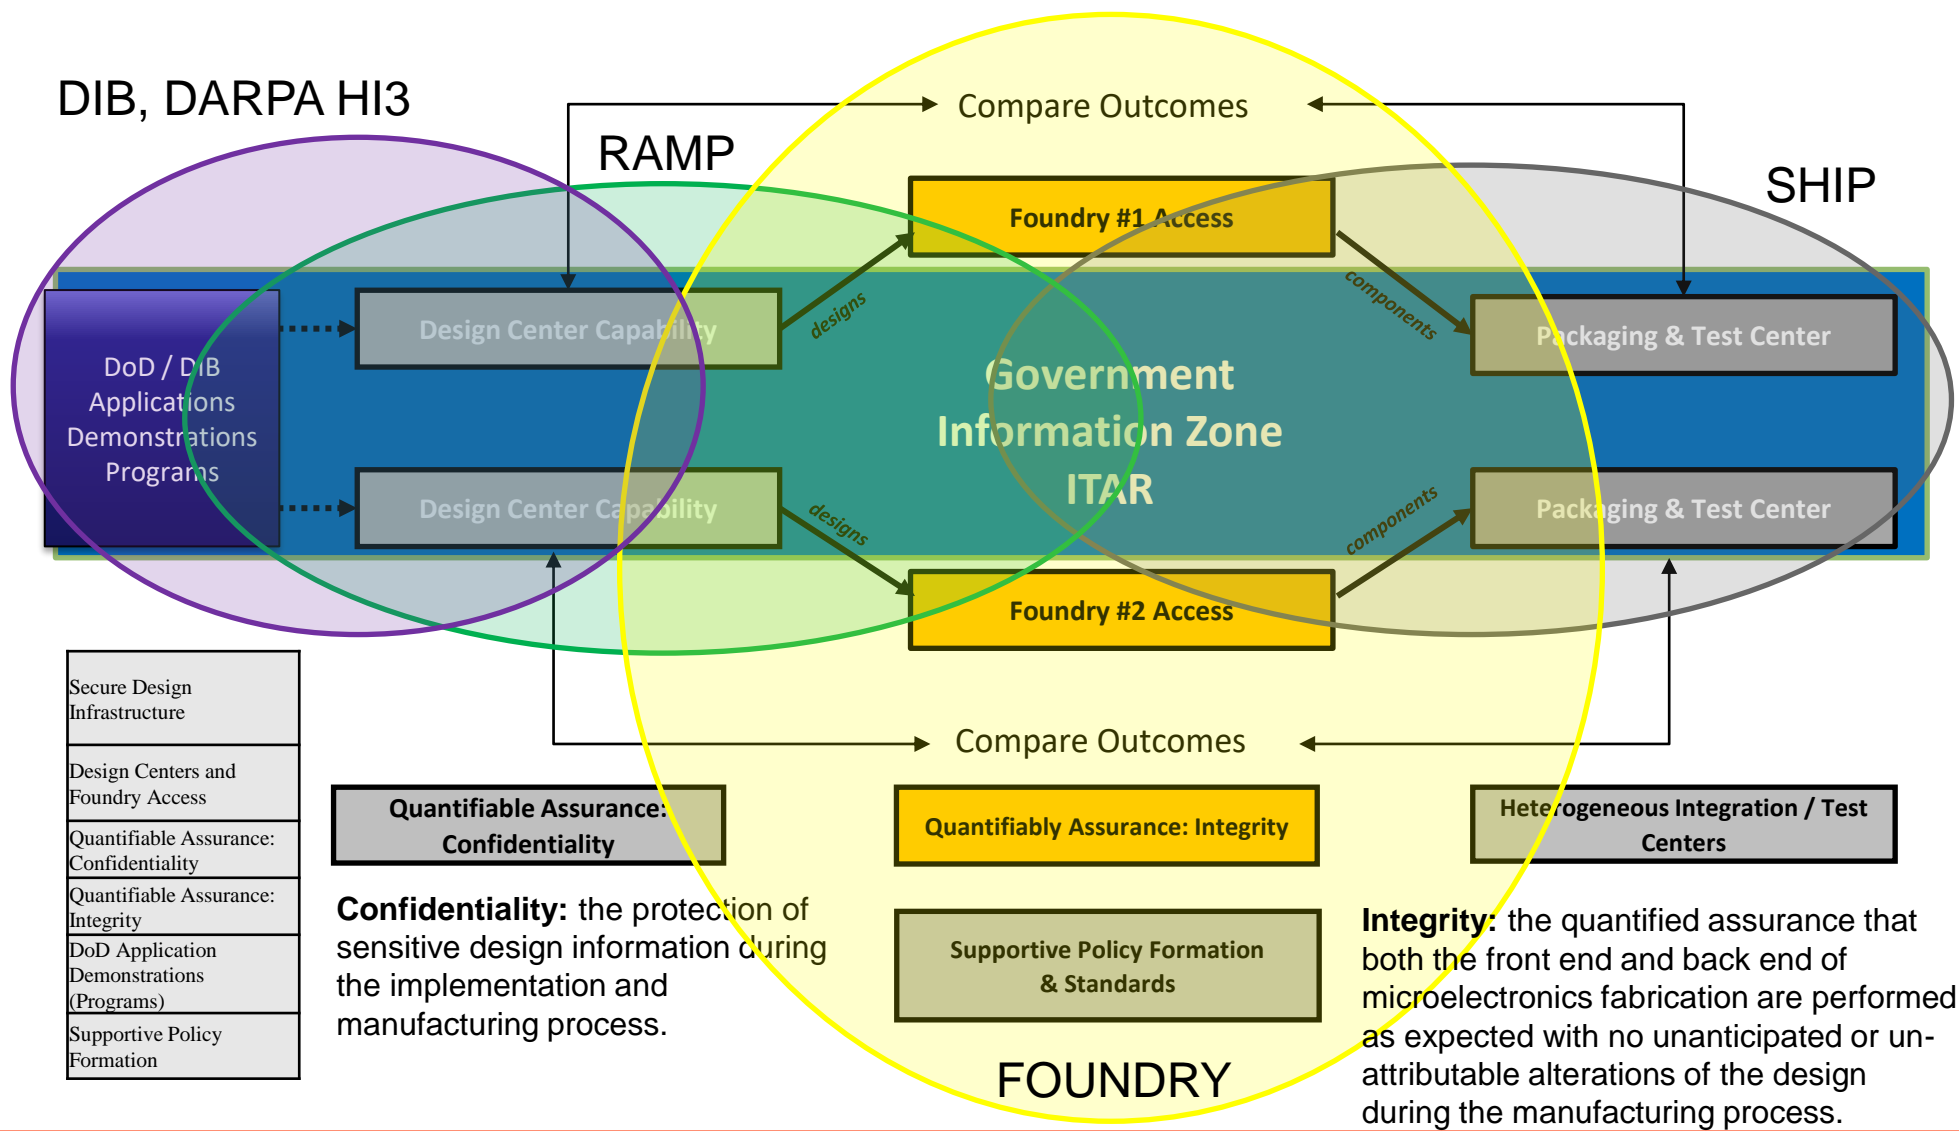 DIB, DARPA HI3
RAMP
SHIP
Compare Outcomes
Foundry #1 Access
designs
components
Design Center Capability
Packaging & Test Center
DoD / DIB
Applications
Demonstrations
Programs
Government
Information Zone
ITAR
Design Center Capability
Packaging & Test Center
designs
components
Foundry #2 Access
Compare Outcomes
Secure Design
Infrastructure
Design Centers and
Foundry Access
Quantifiable Assurance:
Confidentiality
Quantifiable Assurance:
Integrity
DoD Application
Demonstrations
(Programs)
Supportive Policy
Formation
Quantifiable Assurance:
Confidentiality
Confidentiality: the protection of
sensitive design information during
the implementation and
manufacturing process.
Quantifiably Assurance: Integrity
Supportive Policy Formation
& Standards
FOUNDRY
Heterogeneous Integration / Test
Centers
Integrity: the quantified assurance that
both the front end and back end of
microelectronics fabrication are performed
as expected with no unanticipated or un-
attributable alterations of the design
during the manufacturing process.